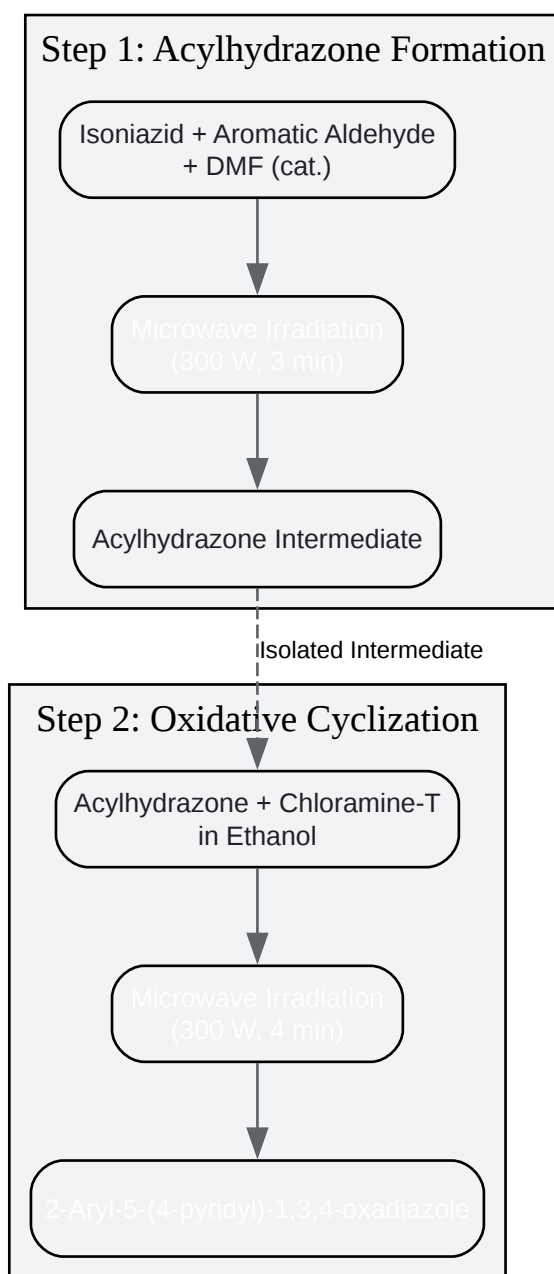 Step 1: Acylhydrazone Formation
Isoniazid + Aromatic Aldehyde
+ DMF (cat.)
Microwave Irradiation
(300 W, 3 min)
Acylhydrazone Intermediate
Isolated Intermediate
Step 2: Oxidative Cyclization
Acylhydrazone + Chloramine-T
in Ethanol
Microwave Irradiation
(300 W, 4 min)
2-Aryl-5-(4-pyridyl)-1,3,4-oxadiazole